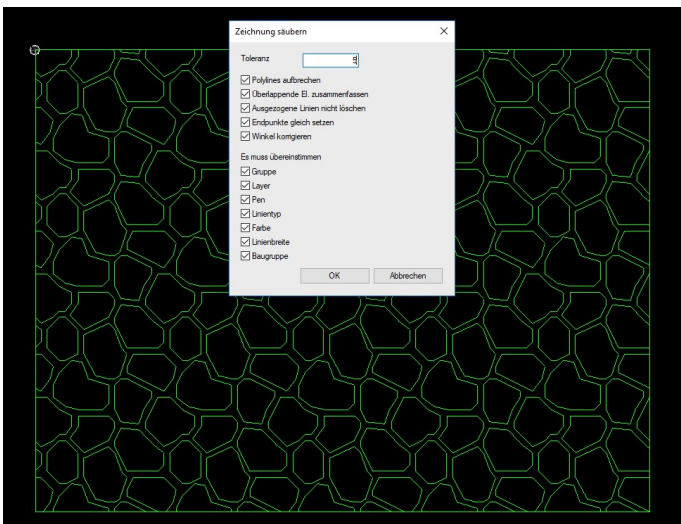 Zeichnung säubern
Toleranz 5
Polylines aufbrechen
Überlappende El. zusammenfassen
Ausgezogene Linien nicht löschen
Endpunkte gleich setzen
Winkel korrigieren
Es muss übereinstimmen
Gruppe
Layer
Pen
Linientyp
Farbe
Linienbreite
Baugruppe
OK Abbrechen